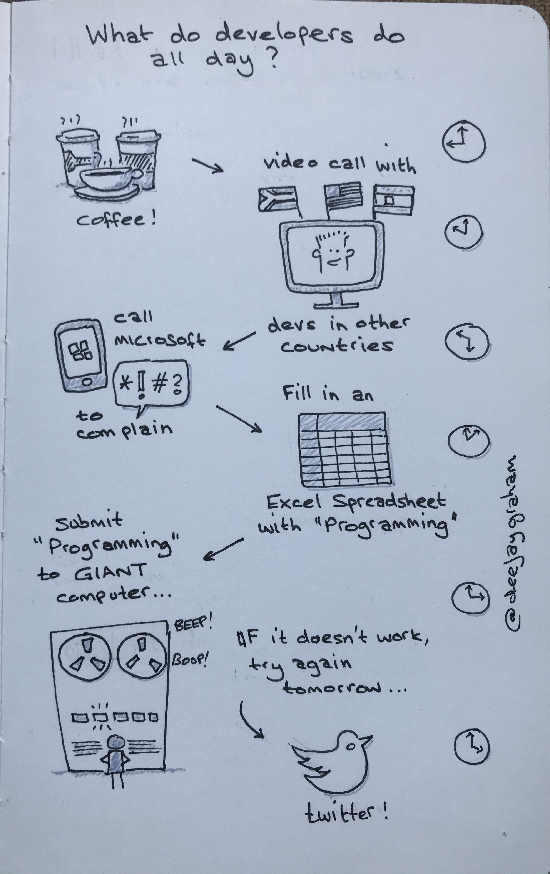 What do developers do
all day?
coffee!
video call with
devs in other
countries
call
Microsoft
*!#?
to
complain
Fill in an
Excel Spreadsheet
with "Programming"
Submit
"Programming"
to GIANT
computer...
BEEP!
BOOP!
IF it doesn't work,
try again
tomorrow...
twitter!
@deejaygraham